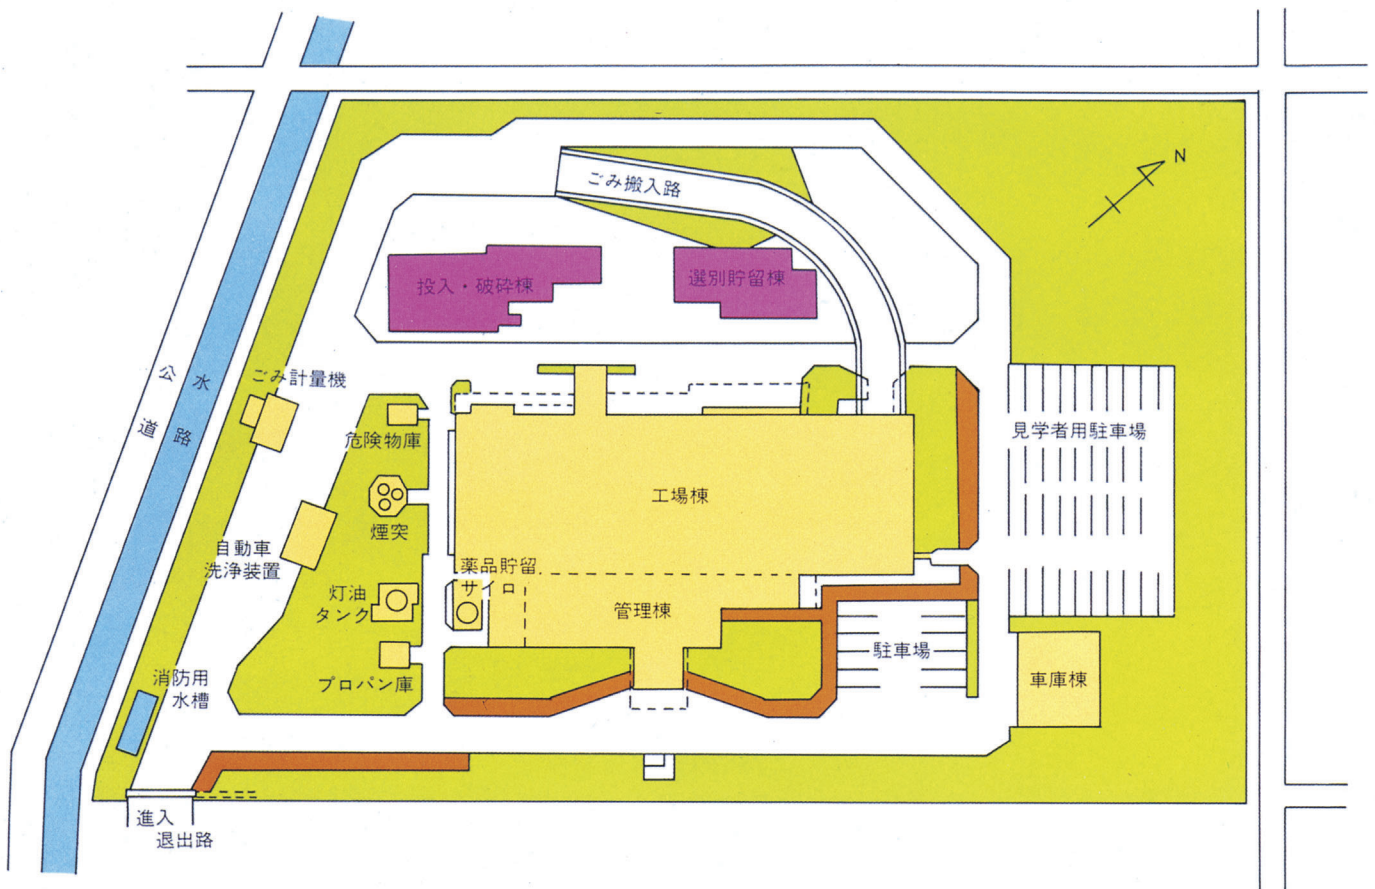 N
ごみ搬入路
投入・破砕棟
選別貯留棟
公道
水路
ごみ計量機
危険物庫
見学者用駐車場
工場棟
煙突
自動車
洗浄装置
薬品貯留
サイロ
灯油
タンク
管理棟
駐車場
プロパン庫
車庫棟
消防用
水槽
進入
退出路